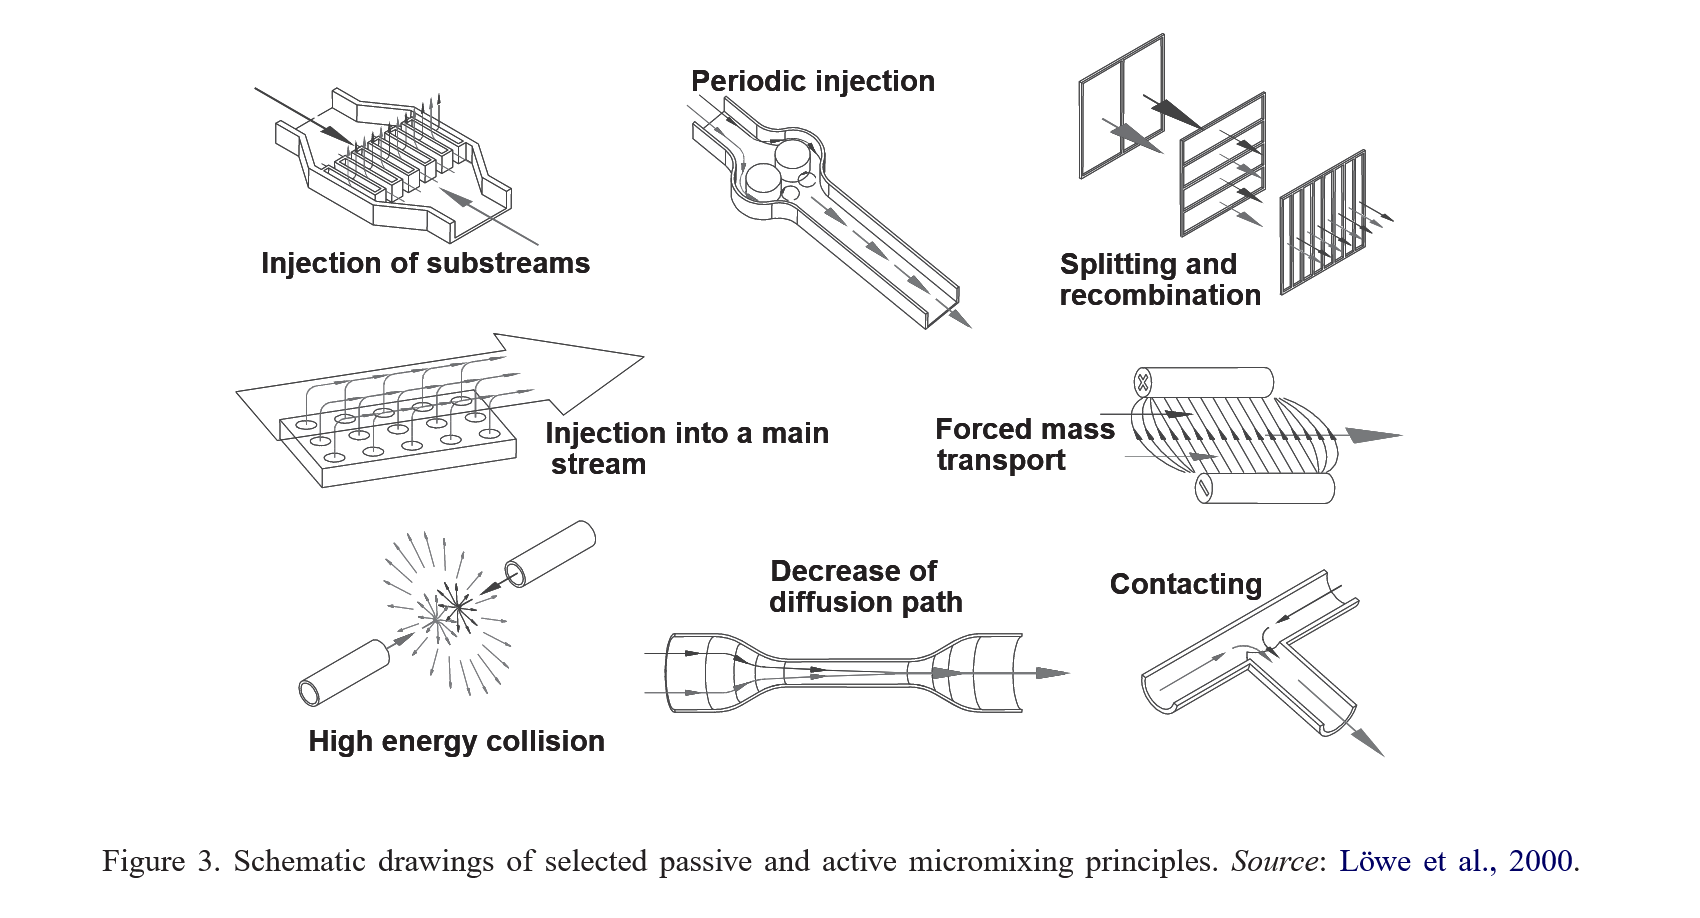 Periodic injection
Injection of substreams
Splitting and
recombination
Injection into a main
stream
Forced mass
transport
Decrease of
diffusion path
Contacting
High energy collision
Figure 3. Schematic drawings of selected passive and active micromixing principles. Source: Löwe et al., 2000.